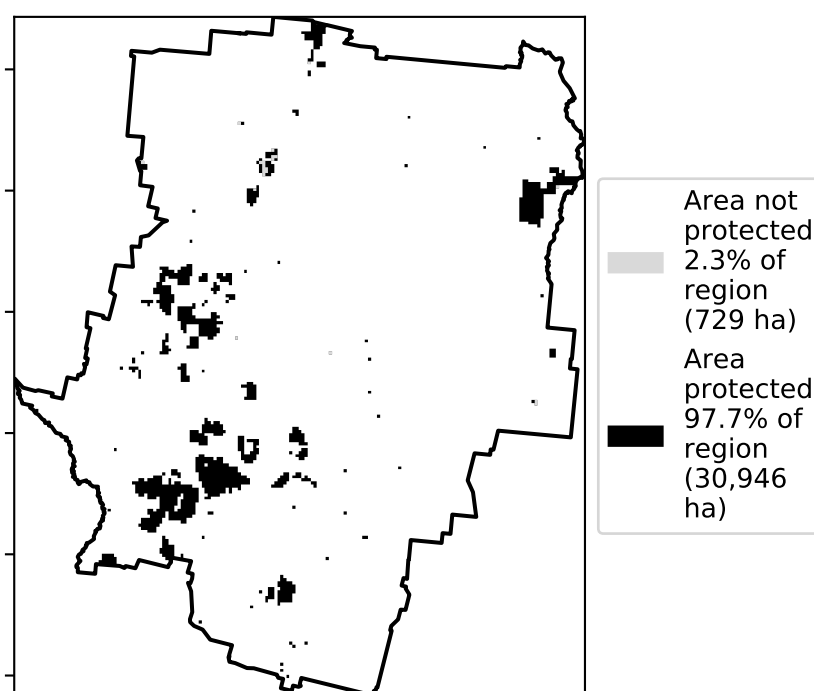 Area not
protected
2.3% of
region
(729 ha)
Area
protected
97.7% of
region
(30,946
ha)